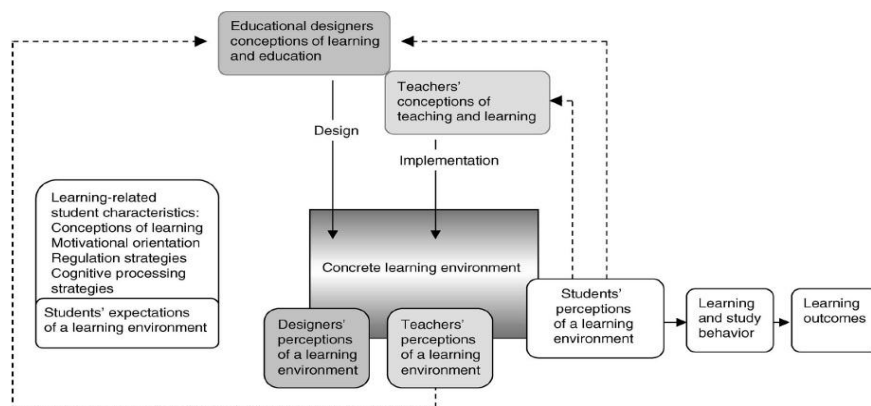 Educational designers
conceptions of learning
and education
Teachers'
conceptions of
teaching and learning
Design
Implementation
Learning-related
student characteristics:
Conceptions of learning
Motivational orientation
Regulation strategies
Cognitive processing
strategies
Students' expectations
of a learning environment
Concrete learning environment
Designers'
perceptions
of a learning
environment
Teachers'
perceptions
of a learning
environment
Students'
perceptions
of a learning
environment
Learning
and study
behavior
Learning
outcomes